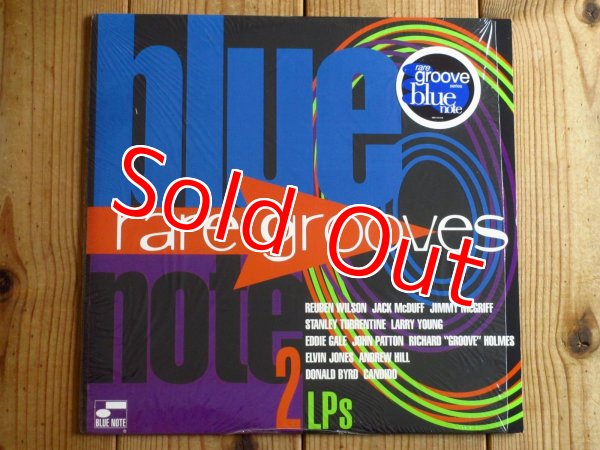 blue
rare
groove
series
blue
note
rare grooves
Sold Out
note
REUBEN WILSON JACK McDUFF JIMMY McGRIFF
STANLEY TURRENTINE LARRY YOUNG
EDDIE GALE JOHN PATTON RICHARD "GROOVE" HOLMES
ELVIN JONES ANDREW HILL
DONALD BYRD CANDIDO
2 LPs
BLUE NOTE